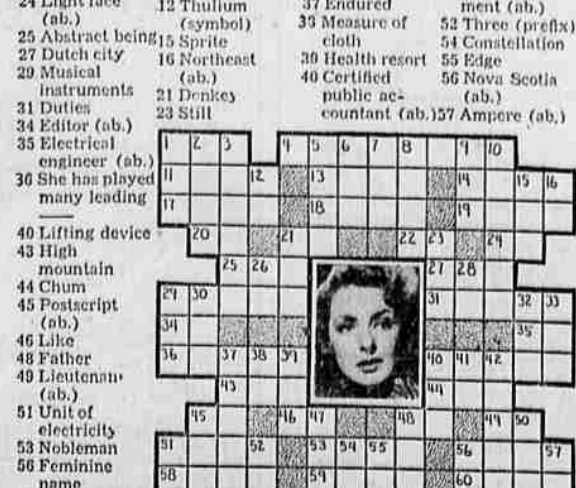 24 Light face
(ab.)
25 Abstract being
27 Dutch city
29 Musical
instruments
31 Duties
34 Editor (ab.)
35 Electrical
engineer (ab.)
36 She has played
many leading
——
40 Lifting device
43 High
mountain
44 Chum
45 Postscript
(ab.)
46 Like
48 Father
49 Lieutenant
(ab.)
51 Unit of
electricity
53 Nobleman
56 Feminine
name
12 Thulium
(symbol)
15 Sprite
16 Northeast
(ab.)
21 Donkey
23 Still
37 Endured
38 Measure of
cloth
39 Health resort
40 Certified
public ac-
countant (ab.)
ment (ab.)
52 Three (prefix)
54 Constellation
55 Edge
56 Nova Scotia
(ab.)
57 Ampere (ab.)
1 2 3 4 5 6 7 8 9 10
11 12 13 14 15 16
17 18 19
20 21 22 23 24
25 26 27 28
29 30 31 32 33
34 35
36 37 38 39 40 41 42
43 44
45 46 47 48 49 50
51 52 53 54 55 56 57
58 59 60